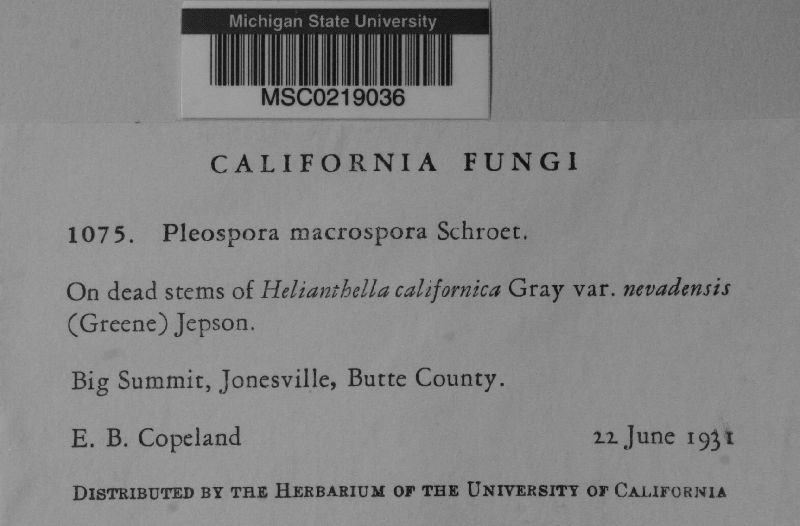 Michigan State University
MSC0219036
CALIFORNIA FUNGI
1075. Pleospora macrospora Schroet.
On dead stems of Helianthella californica Gray var. nevadensis
(Greene) Jepson.
Big Summit, Jonesville, Butte County.
E. B. Copeland 22 June 1931
DISTRIBUTED BY THE HERBARIUM OF THE UNIVERSITY OF CALIFORNIA